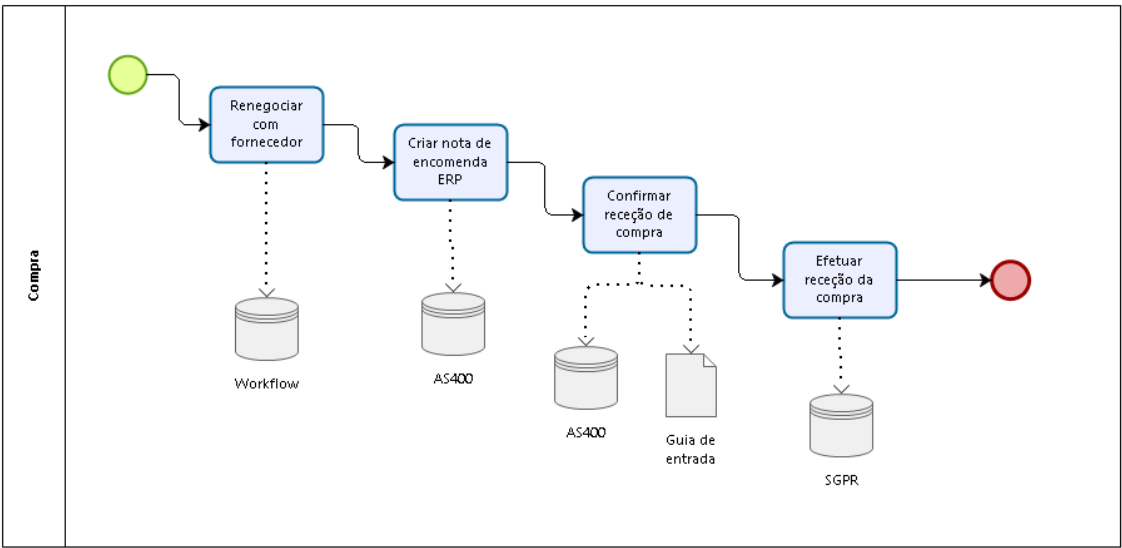 Compra
Renegociar
com
fornecedor
Criar nota de
encomenda
ERP
Confirmar
receção de
compra
Efetuar
receção da
compra
Workflow
AS400
AS400
Guia de
entrada
SGPR